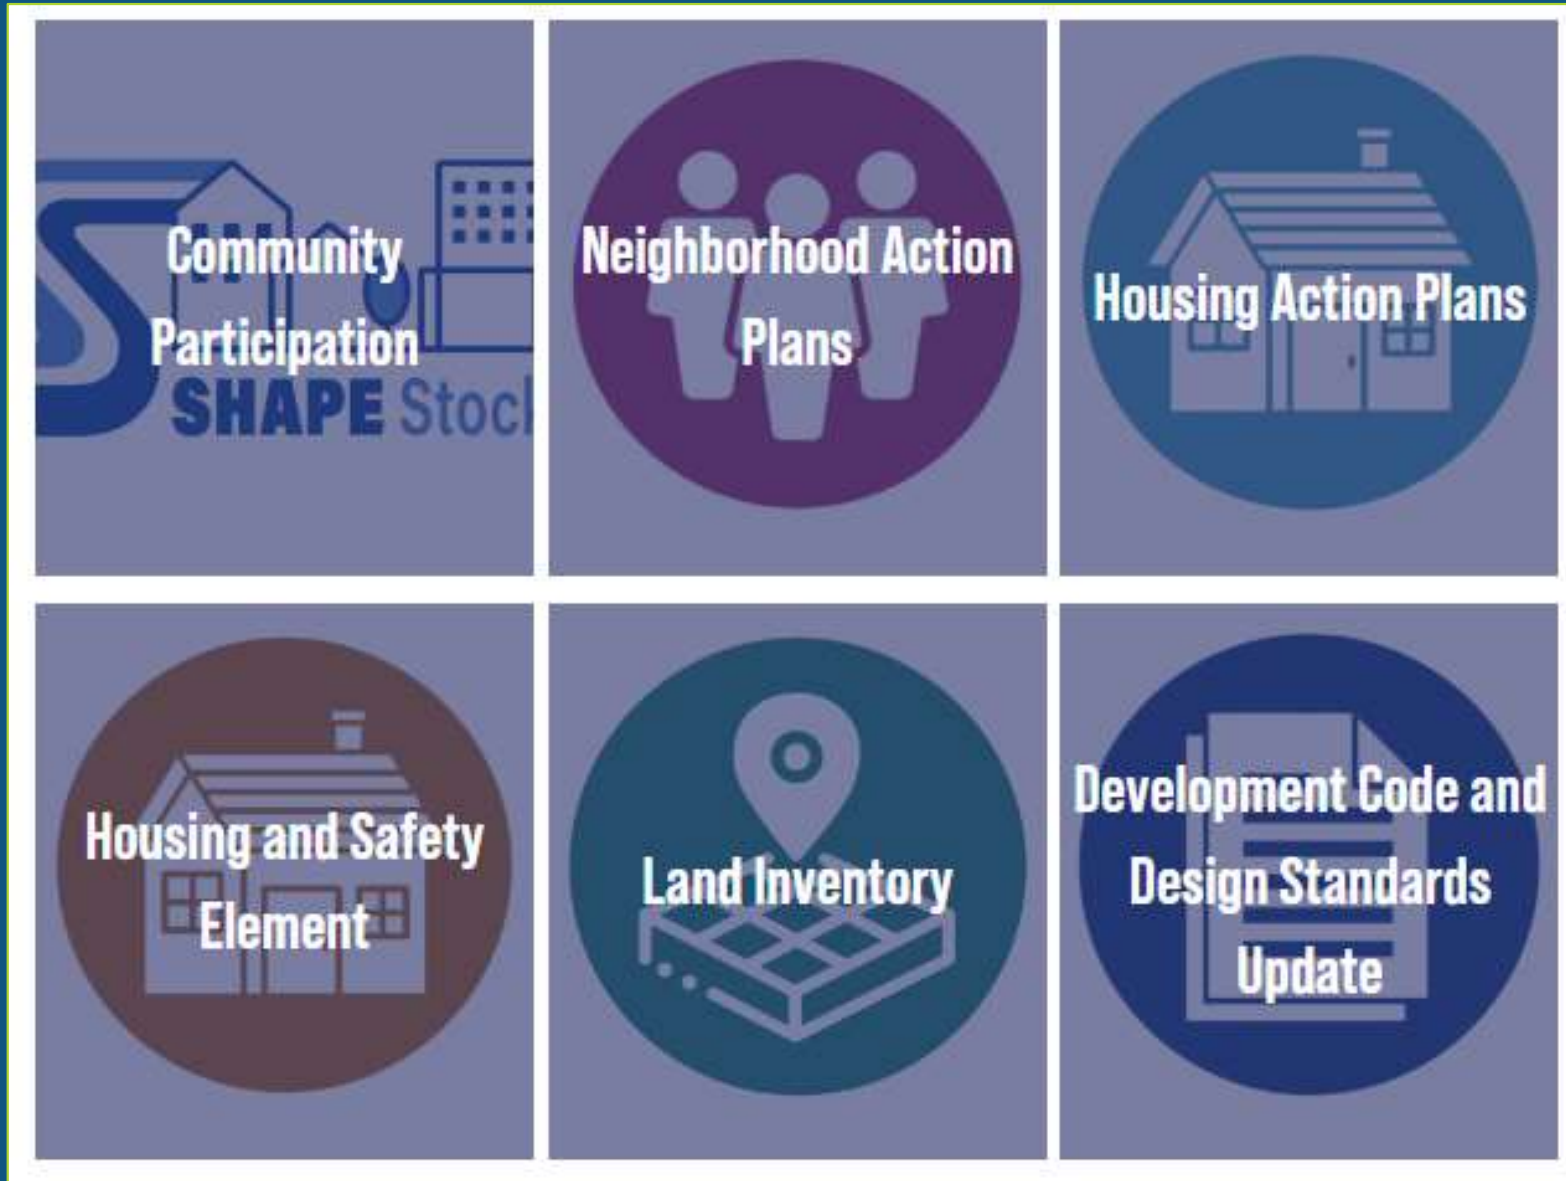 Community
Participation
SHAPE Stock
Neighborhood Action
Plans
Housing Action Plans
Housing and Safety
Element
Land Inventory
Development Code and
Design Standards
Update